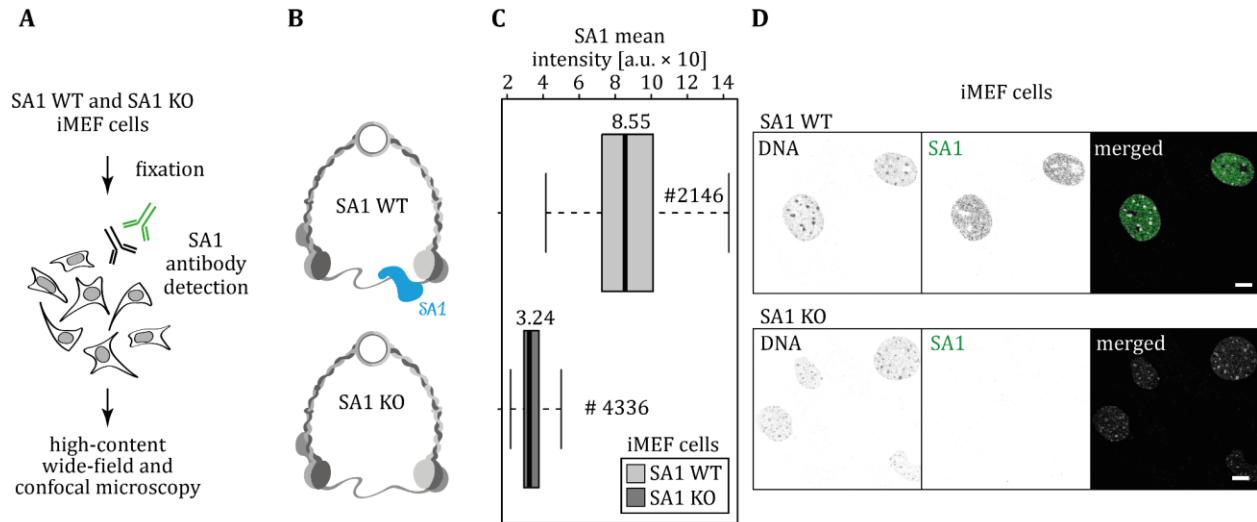 A
SA1 WT and SA1 KO
iMEF cells
fixation
SA1
antibody
detection
high-content
wide-field and
confocal microscopy
B
SA1 WT
SA1
SA1 KO
C
SA1 mean
intensity [a.u. × 10]
2 4 6 8 10 12 14
8.55
#2146
3.24
# 4336
iMEF cells
SA1 WT
SA1 KO
D
iMEF cells
SA1 WT
DNA
SA1
merged
SA1 KO
DNA
SA1
merged